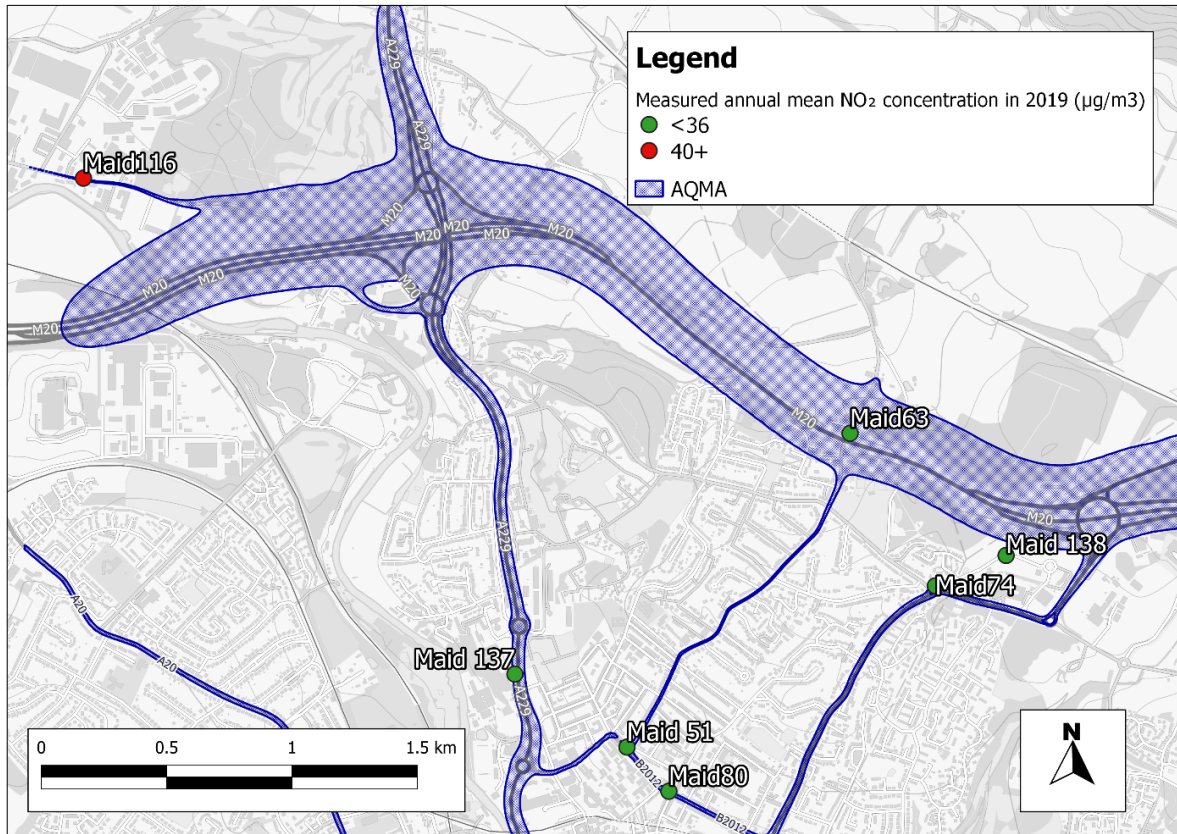 Legend
Measured annual mean NO₂ concentration in 2019 (µg/m3)
<36
40+
AQMA
A229
A229
Maid116
M20
M20
M20
M20
M20
M20
M20
M20
M20
Maid63
M20
Maid 138
Maid74
A229
A20
A20
Maid 137
A229
Maid 51
B2012
Maid80
B2012
0 0.5 1 1.5 km
N